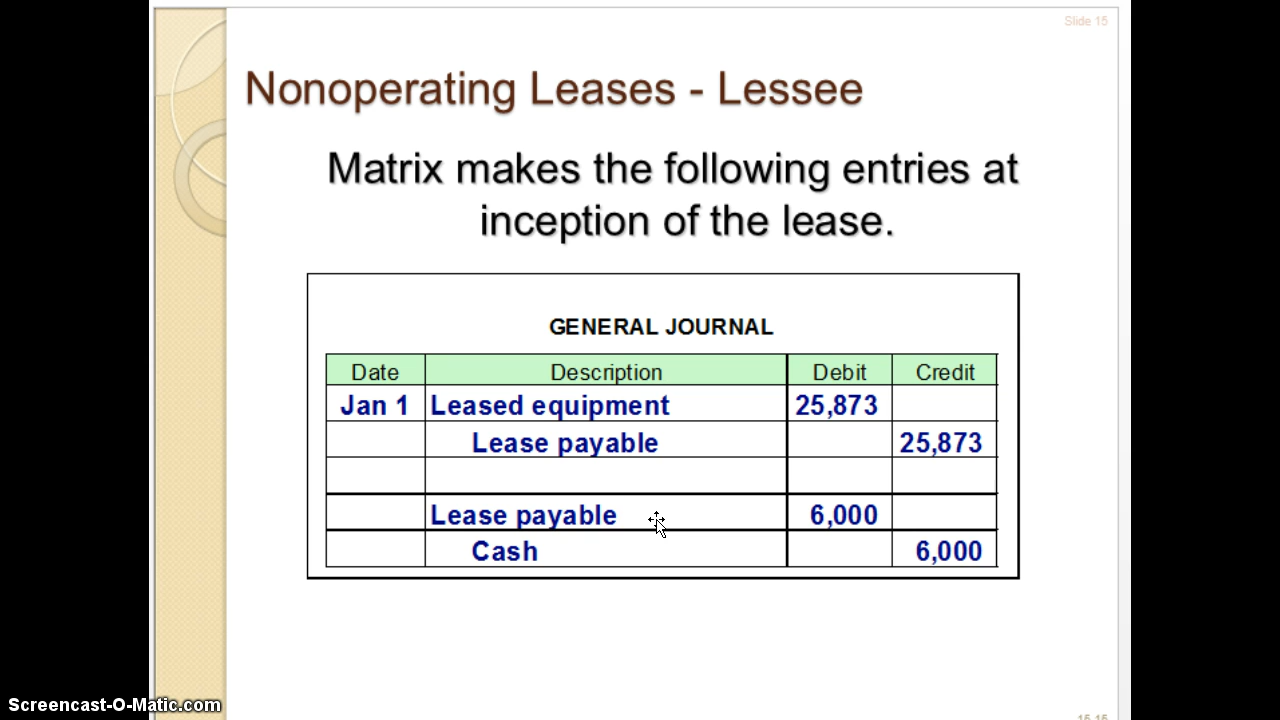 Slide 15
Nonoperating Leases - Lessee
Matrix makes the following entries at
inception of the lease.
GENERAL JOURNAL
Date Description Debit Credit
Jan 1 Leased equipment 25,873
Lease payable 25,873
Lease payable 6,000
Cash 6,000
Screencast-O-Matic.com